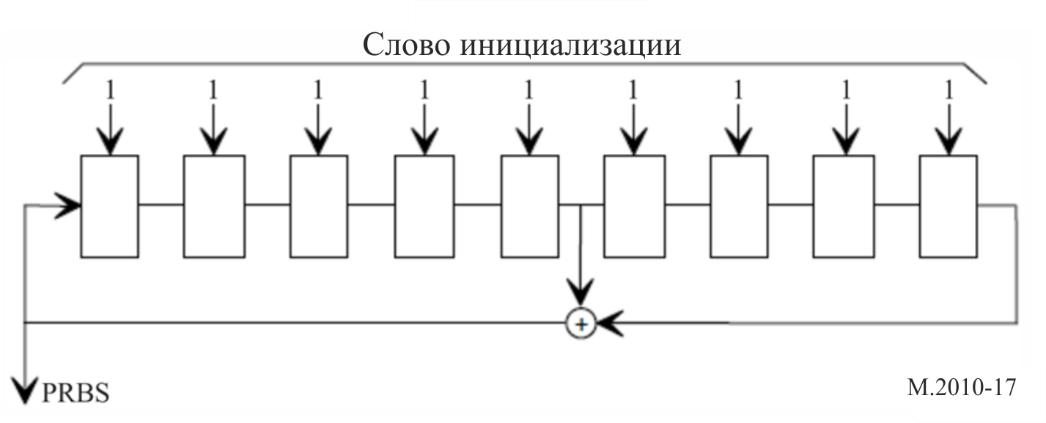 Слово инициализации
1 1 1 1 1 1 1 1 1
+
PRBS
M.2010-17